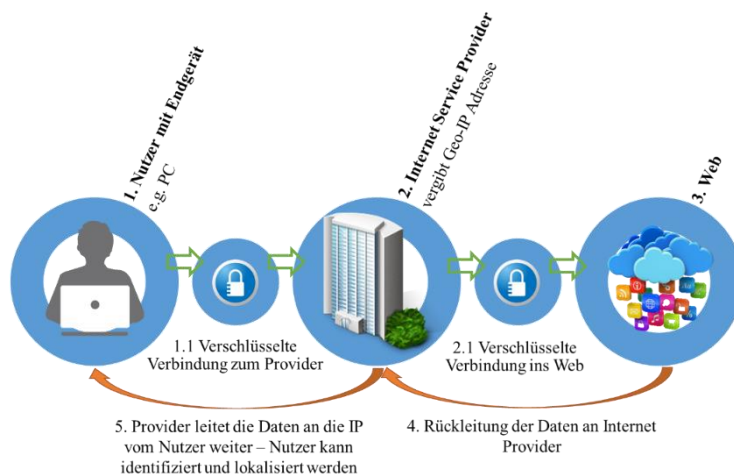 1. Nutzer mit Endgerät
e.g. PC
2. Internet Service Provider
vergibt Geo-IP Adresse
3. Web
1.1 Verschlüsselte
Verbindung zum Provider
2.1 Verschlüsselte
Verbindung ins Web
5. Provider leitet die Daten an die IP
vom Nutzer weiter – Nutzer kann
identifiziert und lokalisiert werden
4. Rückleitung der Daten an Internet
Provider